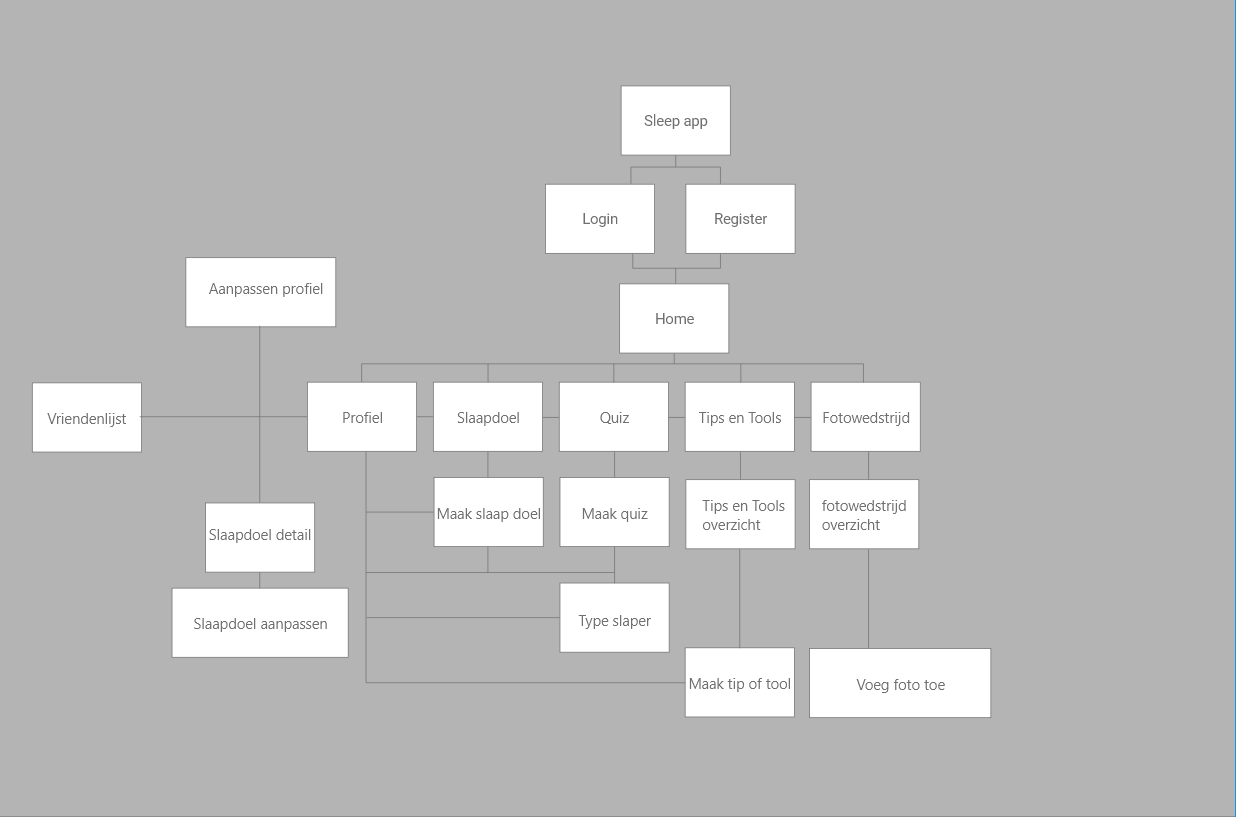 Sleep app
Login
Register
Aanpassen profiel
Home
Vriendenlijst
Profiel
Slaapdoel
Quiz
Tips en Tools
Fotowedstrijd
Maak slaap doel
Maak quiz
Tips en Tools
overzicht
fotowedstrijd
overzicht
Slaapdoel detail
Slaapdoel aanpassen
Type slaper
Maak tip of tool
Voeg foto toe